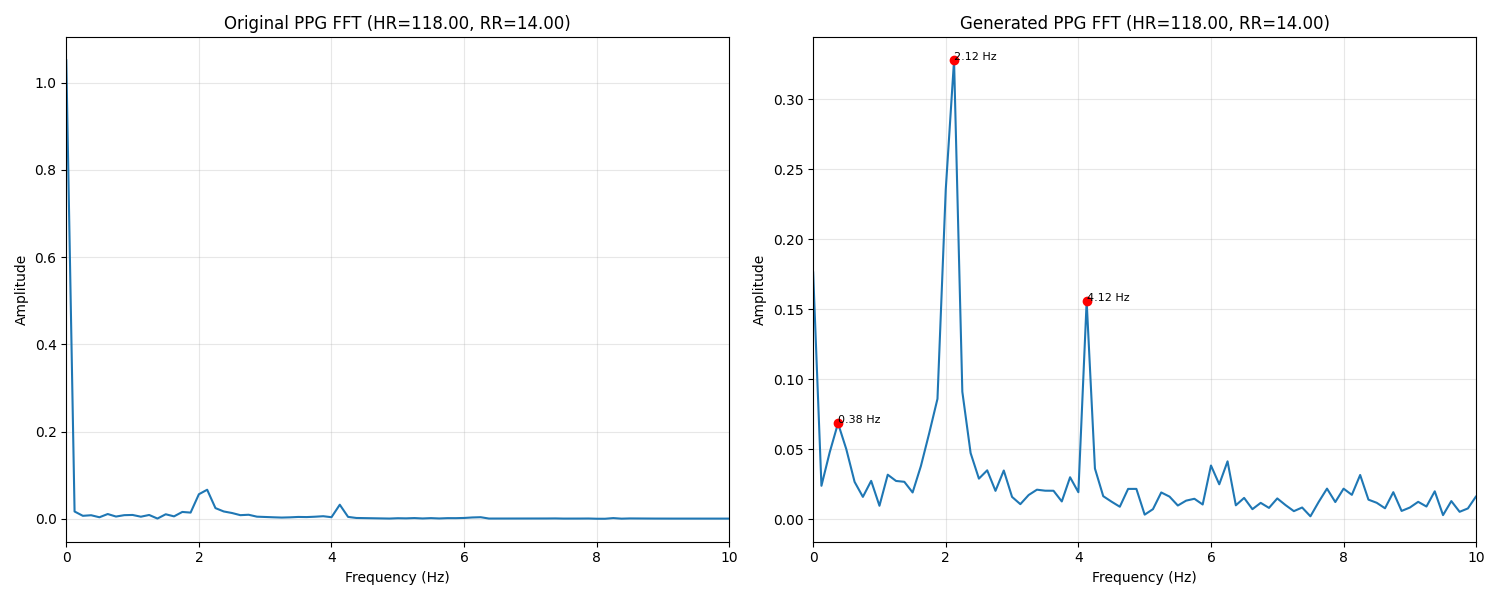 Original PPG FFT (HR=118.00, RR=14.00)
1.0
0.8
0.6
0.4
0.2
0.0
Amplitude
0 2 4 6 8 10
Frequency (Hz)
Generated PPG FFT (HR=118.00, RR=14.00)
0.30
0.25
0.20
0.15
0.10
0.05
0.00
Amplitude
2.12 Hz
4.12 Hz
0.38 Hz
0 2 4 6 8 10
Frequency (Hz)